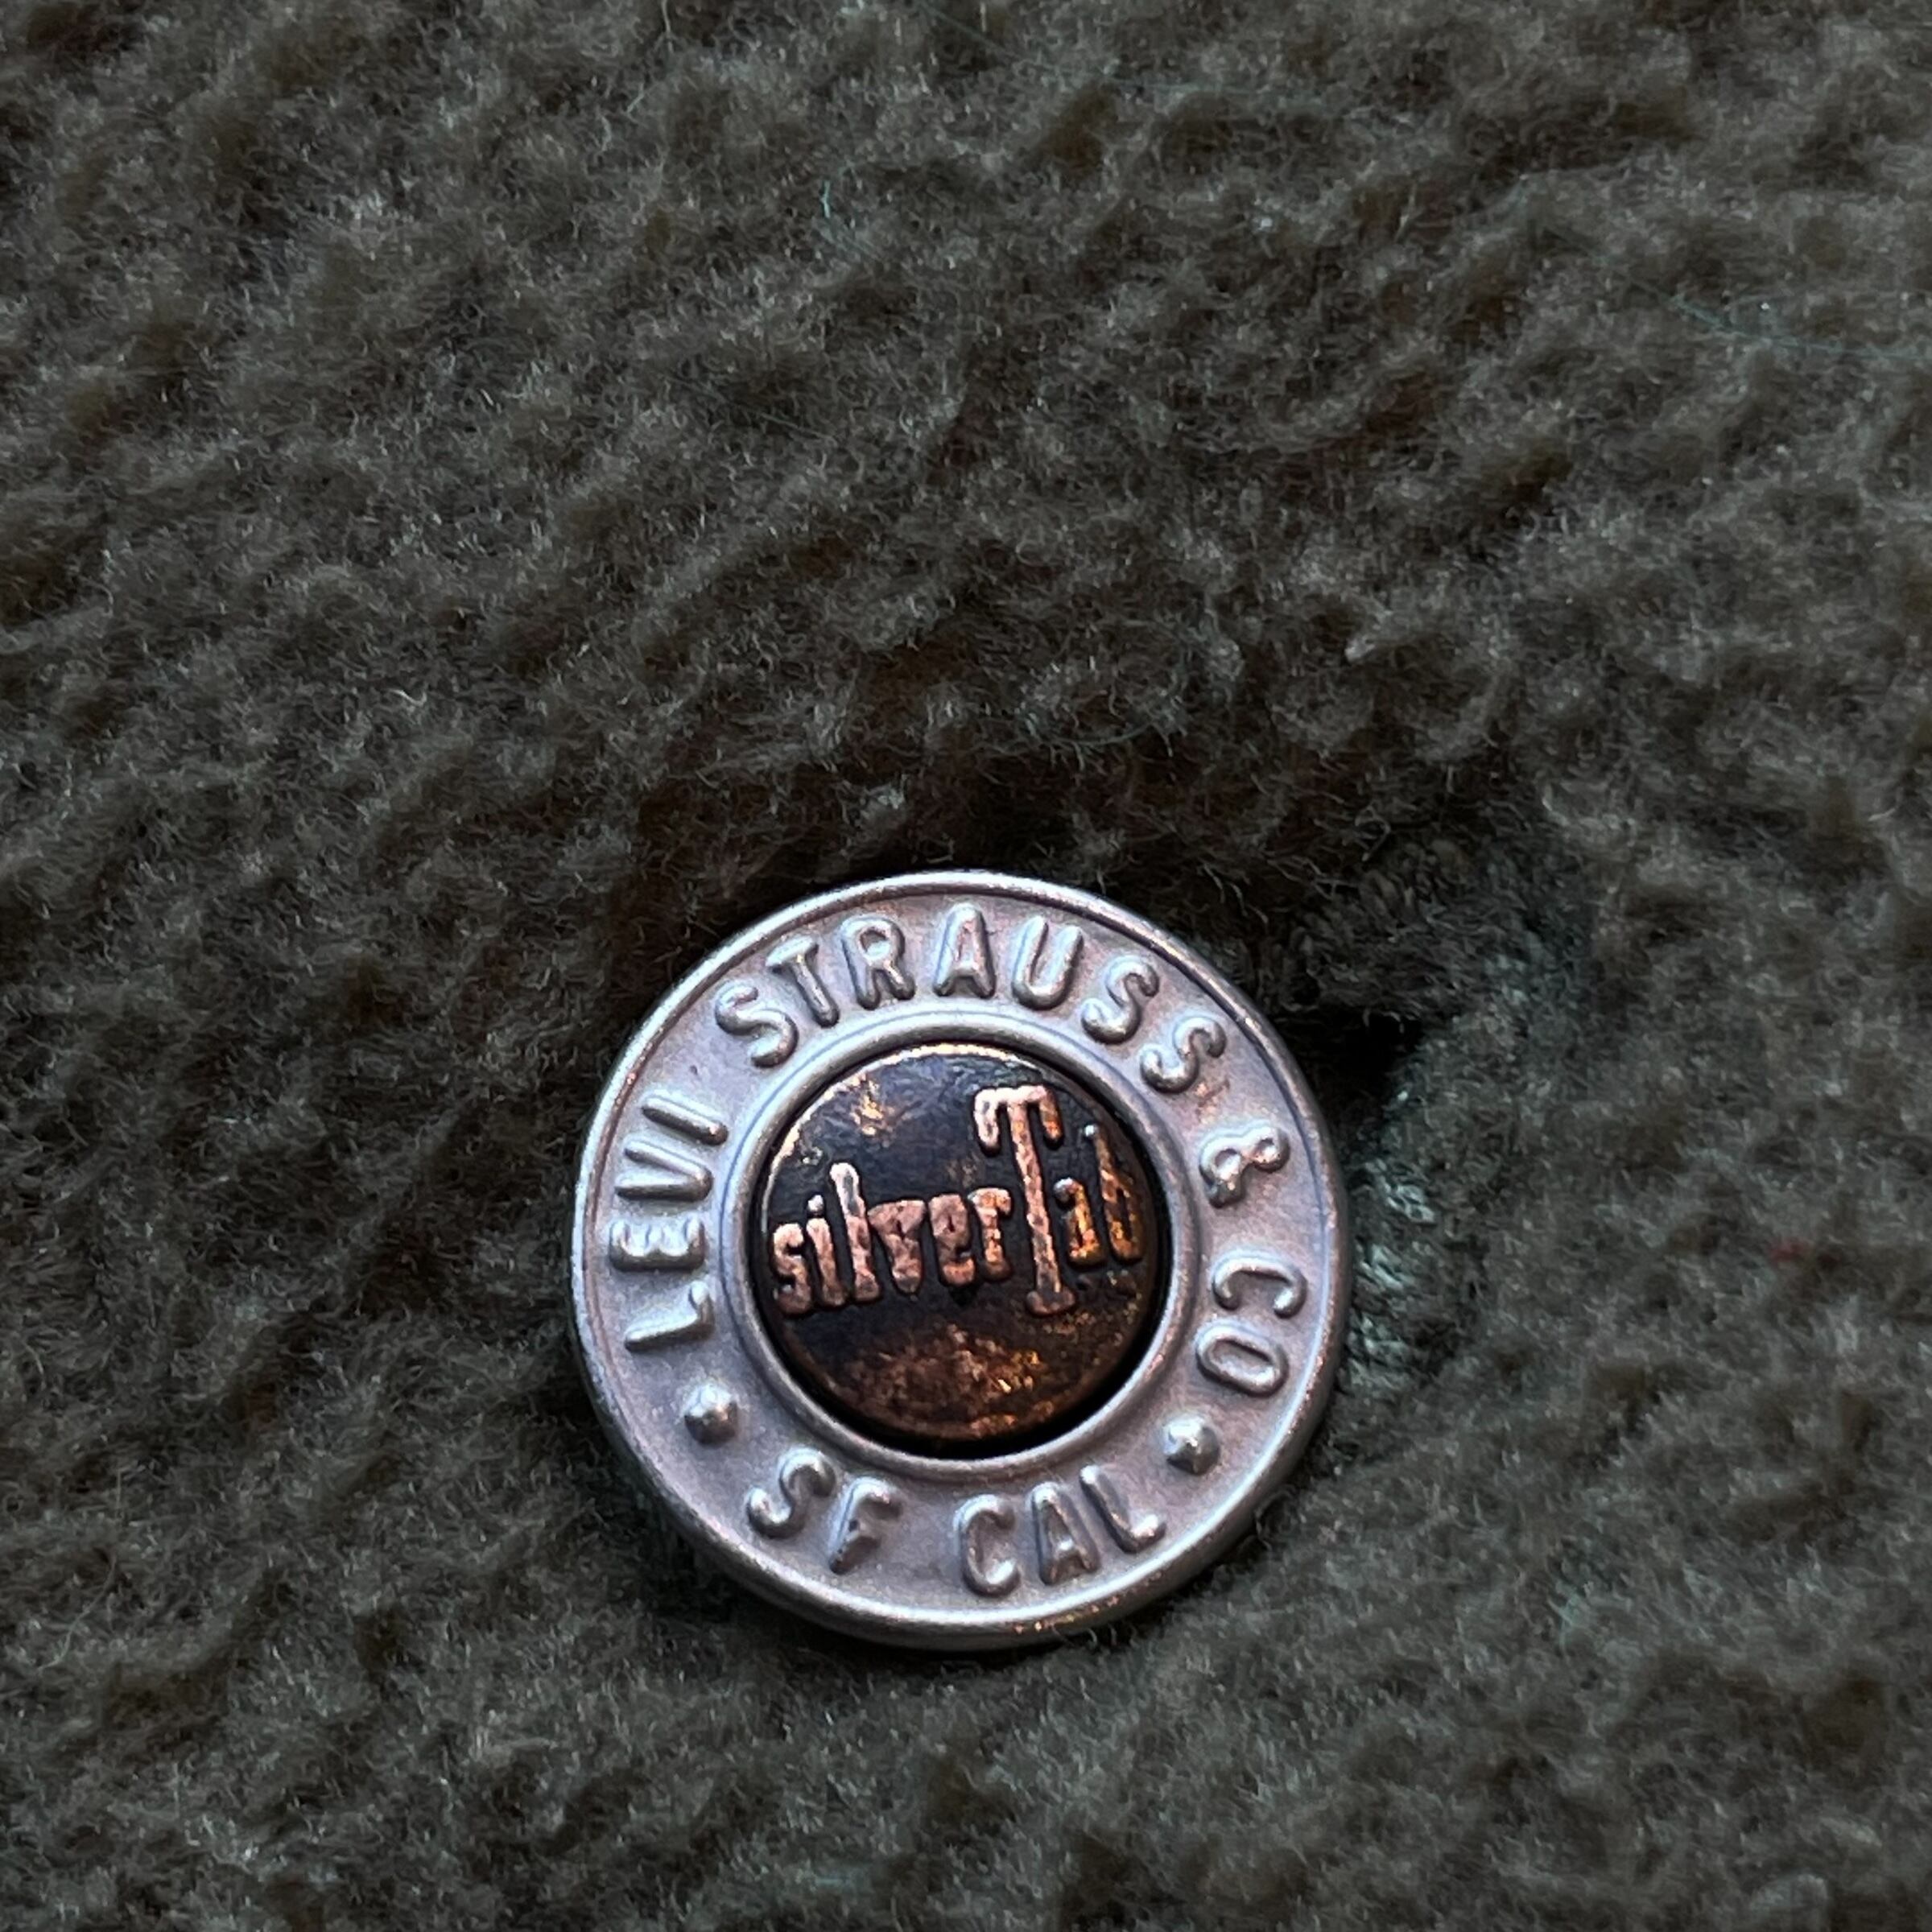 LEVI STRAUSS & CO
silverTab
• SF CAL •